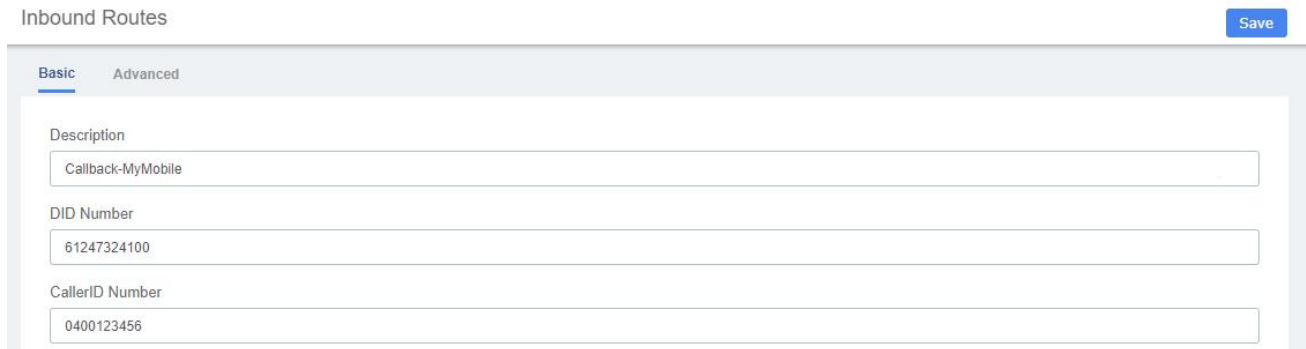 Inbound Routes
Save
Basic Advanced
Description
Callback-MyMobile
DID Number
61247324100
CallerID Number
0400123456